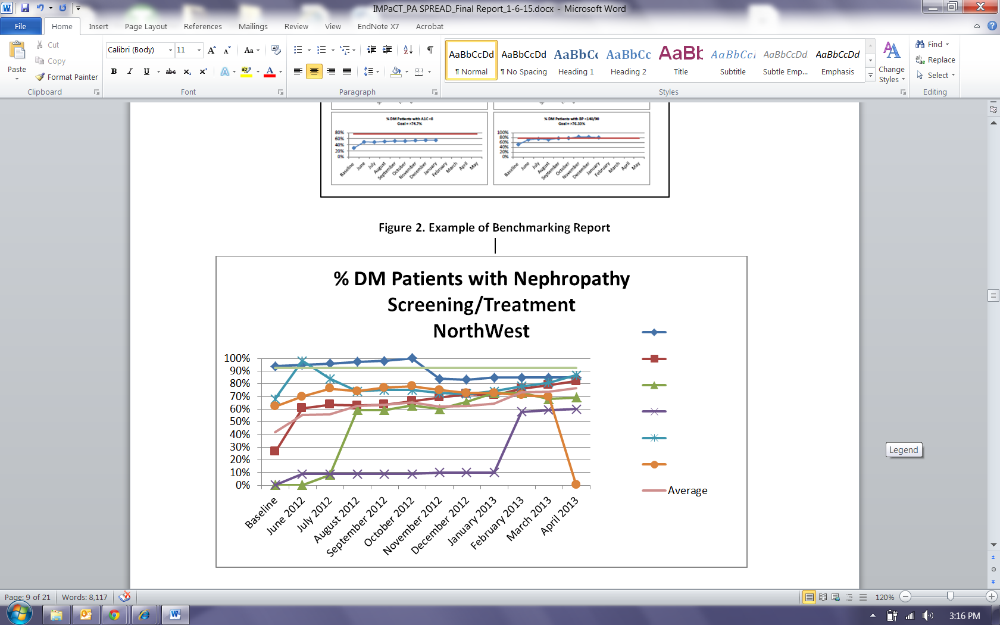 IMPaCT_PA SPREAD_Final Report_1-6-15.docx - Microsoft Word
File Home Insert Page Layout References Mailings Review View EndNote X7 Acrobat
Paste
Cut
Copy
Format Painter
Clipboard
Calibri (Body) 11
Font
Paragraph
AaBbCcDd AaBbCcDd AaBbCc AaBbCc AaBb AaBbCcI AaBbCcDd AaBbCcDd
¶ Normal ¶ No Spacing Heading 1 Heading 2 Title Subtitle Subtle Emp... Emphasis
Styles
Change Styles
Find
Replace
Select
Editing
% DM Patients with A1C <8
Goal = >74.7%
80%
60%
40%
20%
0%
Baseline June July August September October November December January February March April May
% DM Patients with BP <140/90
Goal = >76.33%
100%
80%
60%
40%
20%
0%
Baseline June July August September October November December January February March April May
Figure 2. Example of Benchmarking Report
% DM Patients with Nephropathy
Screening/Treatment
NorthWest
100%
90%
80%
70%
60%
50%
40%
30%
20%
10%
0%
Baseline June 2012 July 2012 August 2012 September 2012 October 2012 November 2012 December 2012 January 2013 February 2013 March 2013 April 2013
Average
Legend
Page: 9 of 21 Words: 8,117 120%
3:16 PM